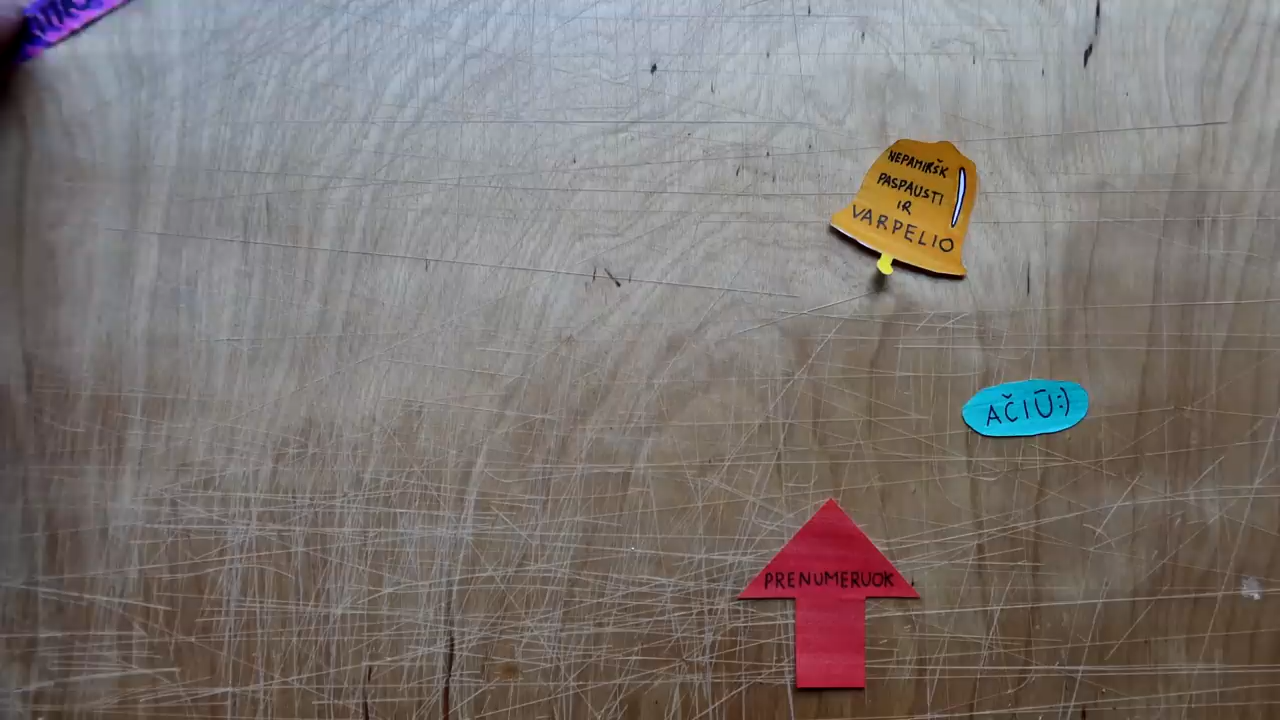 NEPAMIRŠK
PASPAUSTI
IR
VARPELIO
AČIŪ:)
PRENUMERUOK